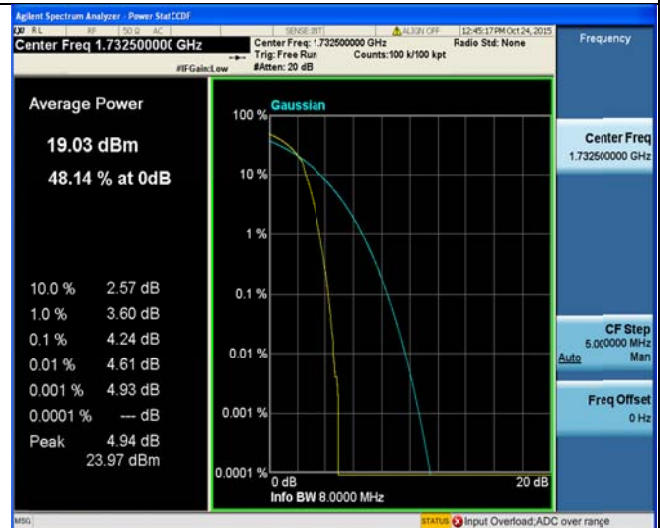 Agilent Spectrum Analyzer - Power Stat CCDF
RL RF 50 Ω AC SENSE:INT ALIGN OFF 12:45:17 PM Oct 24, 2015
Center Freq 1.732500000 GHz
Center Freq: 1.732500000 GHz Radio Std: None
Trig: Free Run Counts:100 k/100 kpt
#IFGain:Low #Atten: 20 dB
Frequency
Average Power
19.03 dBm
48.14 % at 0dB
10.0 % 2.57 dB
1.0 % 3.60 dB
0.1 % 4.24 dB
0.01 % 4.61 dB
0.001 % 4.93 dB
0.0001 % --- dB
Peak 4.94 dB
23.97 dBm
Gaussian
100 %
10 %
1 %
0.1 %
0.01 %
0.001 %
0.0001 %
0 dB 20 dB
Info BW 8.0000 MHz
Center Freq
1.732500000 GHz
CF Step
5.000000 MHz
Auto Man
Freq Offset
0 Hz
MSG STATUS Input Overload;ADC over range